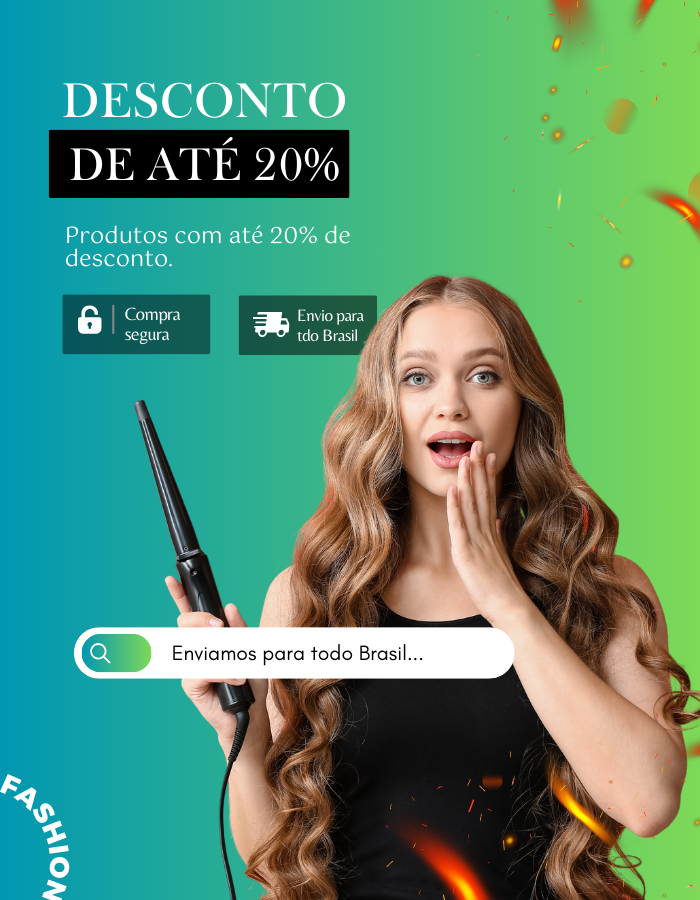 DESCONTO
DE ATÉ 20%
Produtos com até 20% de
desconto.
Compra
segura
Envio para
tdo Brasil
Enviamos para todo Brasil...
FASHION